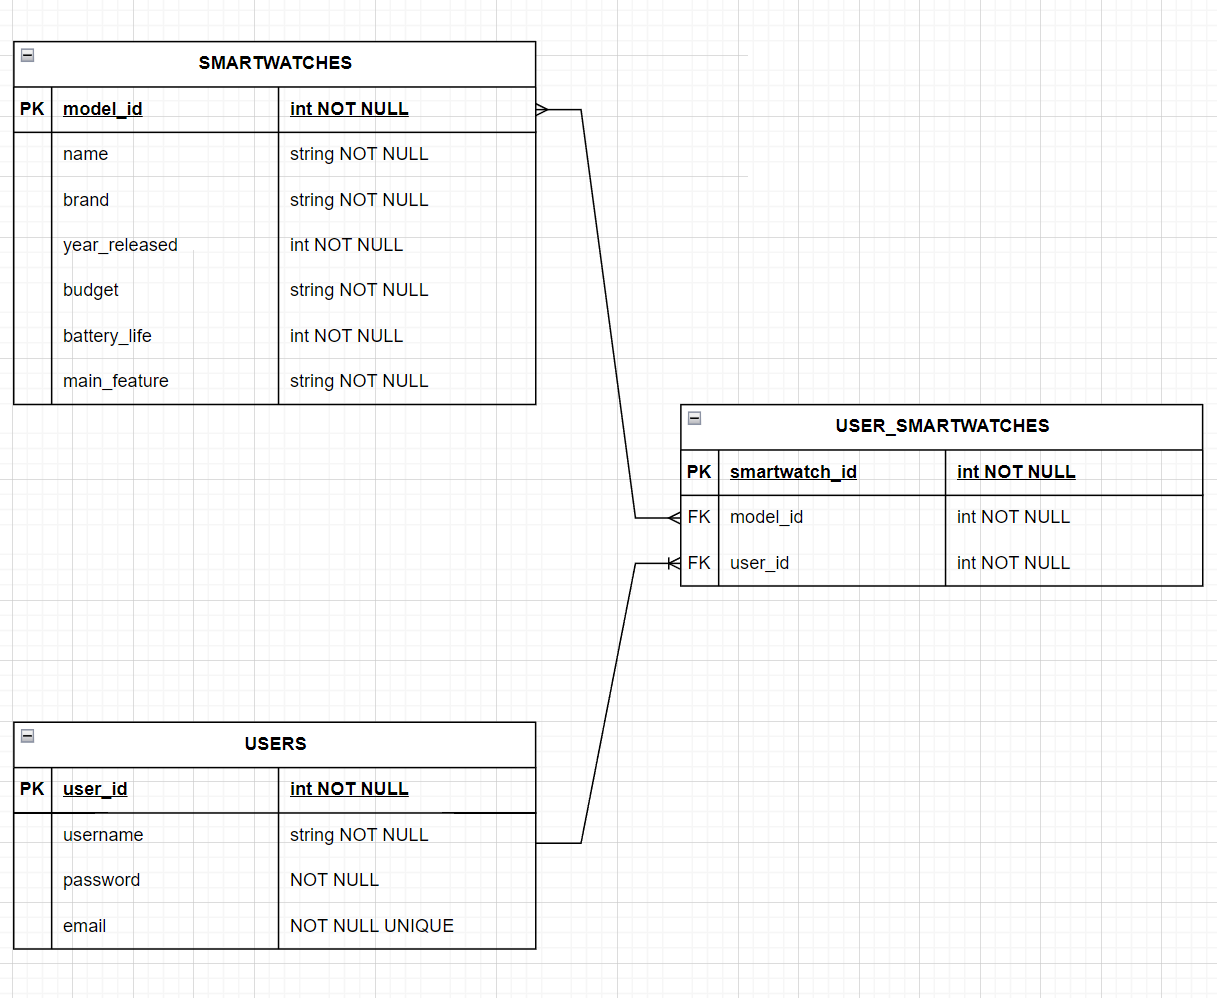 SMARTWATCHES
PK model_id int NOT NULL
name string NOT NULL
brand string NOT NULL
year_released int NOT NULL
budget string NOT NULL
battery_life int NOT NULL
main_feature string NOT NULL
USER_SMARTWATCHES
PK smartwatch_id int NOT NULL
FK model_id int NOT NULL
FK user_id int NOT NULL
USERS
PK user_id int NOT NULL
username string NOT NULL
password NOT NULL
email NOT NULL UNIQUE